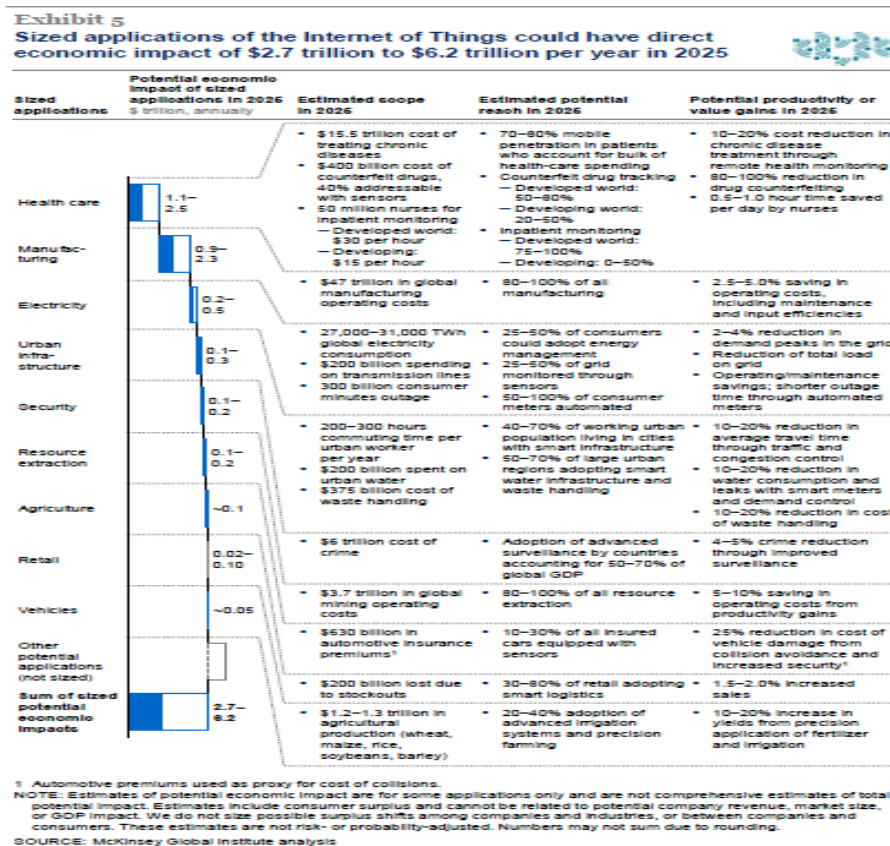 Exhibit 5
Sized applications of the Internet of Things could have direct
economic impact of $2.7 trillion to $6.2 trillion per year in 2025
Sized
applications
Potential economic
impact of sized
applications in 2025
$ trillion, annually
Estimated scope
in 2025
Estimated potential
reach in 2025
Potential productivity or
value gains in 2025
Health care
1.1–
2.5
Manufac-
turing
0.9–
2.3
Electricity
0.2–
0.5
Urban
infra-
structure
0.1–
0.3
Security
0.1–
0.2
Resource
extraction
0.1–
0.2
Agriculture
~0.1
Retail
0.02–
0.10
Vehicles
~0.05
Other
potential
applications
(not sized)
Sum of sized
potential
economic
impacts
2.7–
6.2
▪ $15.5 trillion cost of
treating chronic
diseases
▪ $400 billion cost of
counterfeit drugs,
40% addressable
with sensors
▪ 50 million nurses for
inpatient monitoring
– Developed world:
$30 per hour
– Developing:
$15 per hour
▪ 70–80% mobile
penetration in patients
who account for bulk of
health-care spending
▪ Counterfeit drug tracking
– Developed world:
50–80%
– Developing world:
20–50%
▪ Inpatient monitoring
– Developed world:
75–100%
– Developing: 0–50%
▪ 10–20% cost reduction in
chronic disease
treatment through
remote health monitoring
▪ 80–100% reduction in
drug counterfeiting
▪ 0.5–1.0 hour time saved
per day by nurses
▪ $47 trillion in global
manufacturing
operating costs
▪ 80–100% of all
manufacturing
▪ 2.5–5.0% saving in
operating costs,
including maintenance
and input efficiencies
▪ 27,000–31,000 TWh
global electricity
consumption
▪ $200 billion spending
on transmission lines
▪ 300 billion consumer
minutes outage
▪ 25–50% of consumers
could adopt energy
management
▪ 25–50% of grid
monitored through
sensors
▪ 50–100% of consumer
meters automated
▪ 2–4% reduction in
demand peaks in the grid
▪ Reduction of total load
on grid
▪ Operating/maintenance
savings; shorter outage
time through automated
meters
▪ 200–300 hours
commuting time per
urban worker
per year
▪ $200 billion spent on
urban water
▪ $375 billion cost of
waste handling
▪ 40–70% of working urban
population living in cities
with smart infrastructure
▪ 50–70% of large urban
regions adopting smart
water infrastructure and
waste handling
▪ 10–20% reduction in
average travel time
through traffic and
congestion control
▪ 10–20% reduction in
water consumption and
leaks with smart meters
and demand control
▪ 10–20% reduction in cost
of waste handling
▪ $6 trillion cost of
crime
▪ Adoption of advanced
surveillance by countries
accounting for 50–70% of
global GDP
▪ 4–5% crime reduction
through improved
surveillance
▪ $3.7 trillion in global
mining operating
costs
▪ 80–100% of all resource
extraction
▪ 5–10% saving in
operating costs from
productivity gains
▪ $630 billion in
automotive insurance
premiums¹
▪ 10–30% of all insured
cars equipped with
sensors
▪ 25% reduction in cost of
vehicle damage from
collision avoidance and
increased security¹
▪ $200 billion lost due
to stockouts
▪ 30–80% of retail adopting
smart logistics
▪ 1.5–2.0% increased
sales
▪ $1.2–1.3 trillion in
agricultural
production (wheat,
maize, rice,
soybeans, barley)
▪ 20–40% adoption of
advanced irrigation
systems and precision
farming
▪ 10–20% increase in
yields from precision
application of fertilizer
and irrigation
1 Automotive premiums used as proxy for cost of collisions.
NOTE: Estimates of potential economic impact are for some applications only and are not comprehensive estimates of total
potential impact. Estimates include consumer surplus and cannot be related to potential company revenue, market size,
or GDP impact. We do not size possible surplus shifts among companies and industries, or between companies and
consumers. These estimates are not risk- or probability-adjusted. Numbers may not sum due to rounding.
SOURCE: McKinsey Global Institute analysis